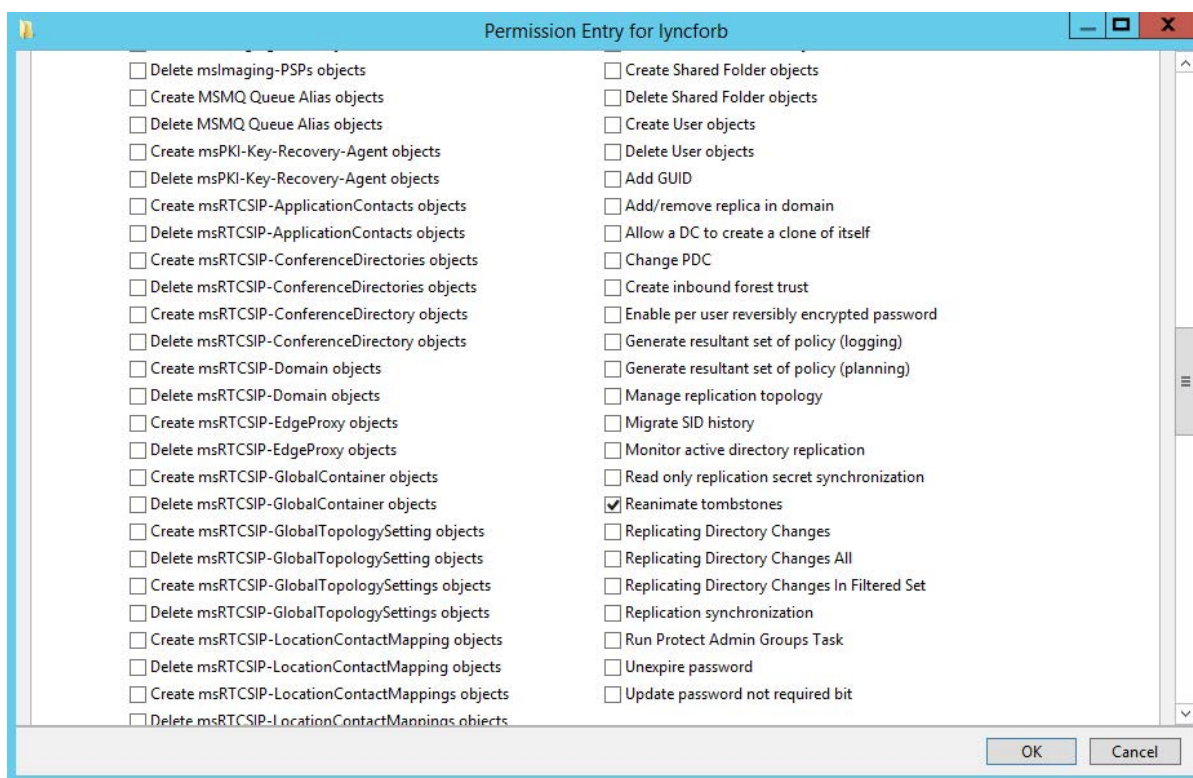 Permission Entry for lyncforb
Delete msImaging-PSPs objects
Create MSMQ Queue Alias objects
Delete MSMQ Queue Alias objects
Create msPKI-Key-Recovery-Agent objects
Delete msPKI-Key-Recovery-Agent objects
Create msRTCSIP-ApplicationContacts objects
Delete msRTCSIP-ApplicationContacts objects
Create msRTCSIP-ConferenceDirectories objects
Delete msRTCSIP-ConferenceDirectories objects
Create msRTCSIP-ConferenceDirectory objects
Delete msRTCSIP-ConferenceDirectory objects
Create msRTCSIP-Domain objects
Delete msRTCSIP-Domain objects
Create msRTCSIP-EdgeProxy objects
Delete msRTCSIP-EdgeProxy objects
Create msRTCSIP-GlobalContainer objects
Delete msRTCSIP-GlobalContainer objects
Create msRTCSIP-GlobalTopologySetting objects
Delete msRTCSIP-GlobalTopologySetting objects
Create msRTCSIP-GlobalTopologySettings objects
Delete msRTCSIP-GlobalTopologySettings objects
Create msRTCSIP-LocationContactMapping objects
Delete msRTCSIP-LocationContactMapping objects
Create msRTCSIP-LocationContactMappings objects
Delete msRTCSIP-LocationContactMappings objects
Create Shared Folder objects
Delete Shared Folder objects
Create User objects
Delete User objects
Add GUID
Add/remove replica in domain
Allow a DC to create a clone of itself
Change PDC
Create inbound forest trust
Enable per user reversibly encrypted password
Generate resultant set of policy (logging)
Generate resultant set of policy (planning)
Manage replication topology
Migrate SID history
Monitor active directory replication
Read only replication secret synchronization
Reanimate tombstones
Replicating Directory Changes
Replicating Directory Changes All
Replicating Directory Changes In Filtered Set
Replication synchronization
Run Protect Admin Groups Task
Unexpire password
Update password not required bit
OK
Cancel